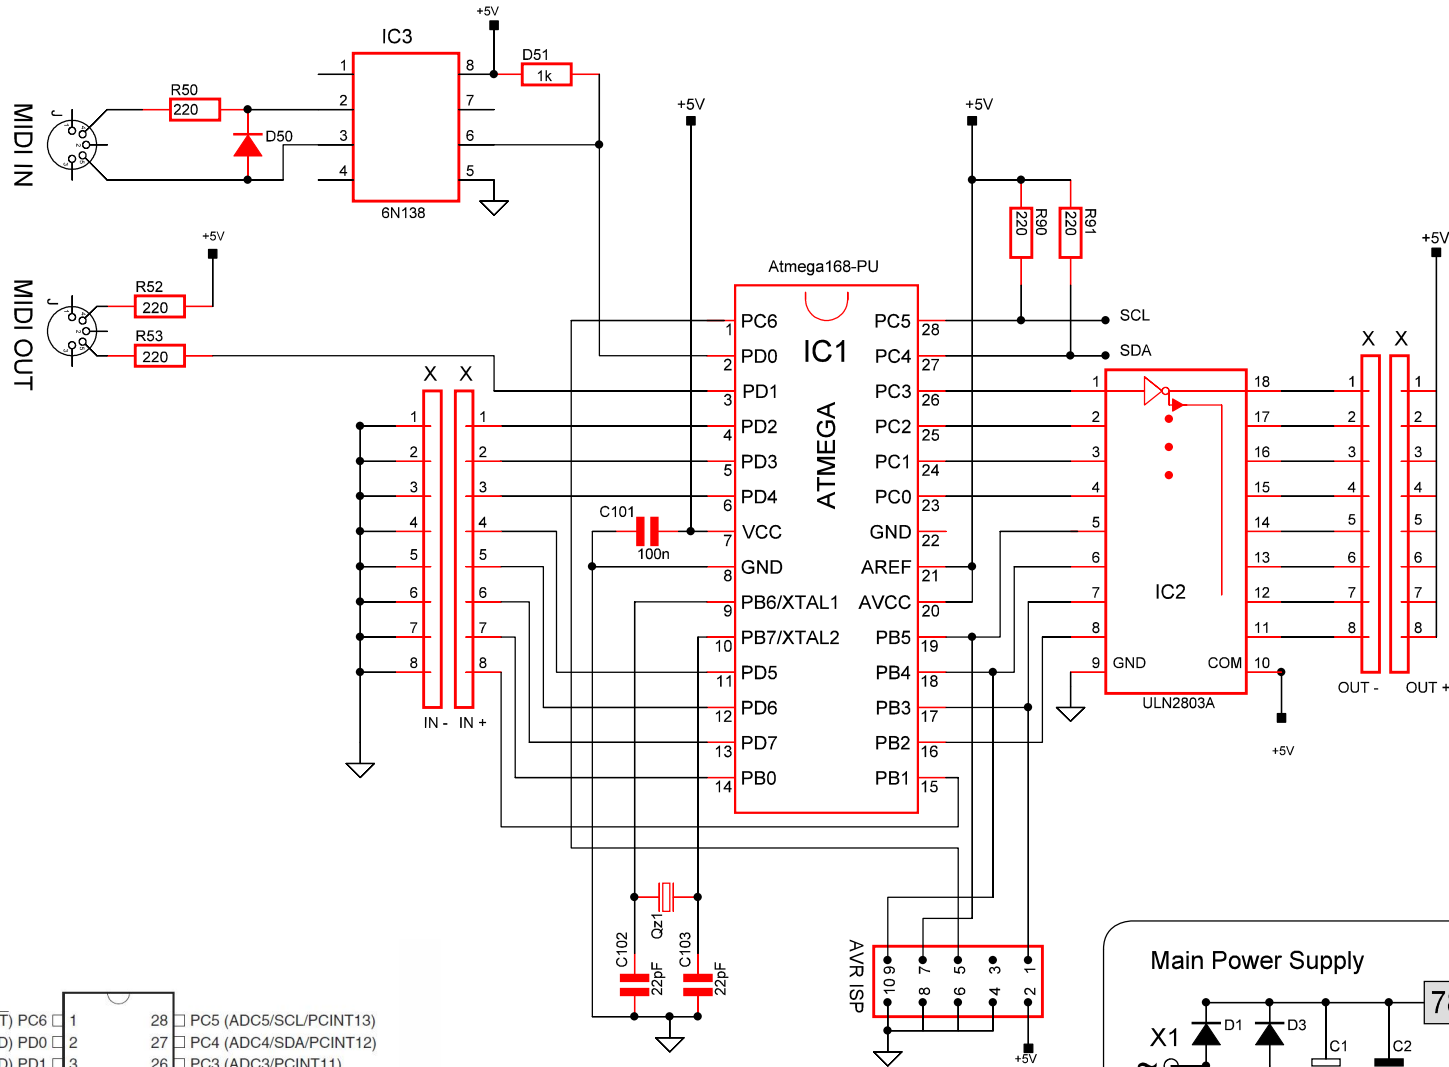 +5V
IC3
D51
1k
1 8
2 7
3 6
4 5
6N138
MIDI IN
J
R50
220
D50
MIDI OUT
J
+5V
R52
220
R53
220
+5V
+5V
R90
220
R91
220
SCL
SDA
+5V
Atmega168-PU
IC1
ATMEGA
PC6 1
PD0 2
PD1 3
PD2 4
PD3 5
PD4 6
VCC 7
GND 8
PB6/XTAL1 9
PB7/XTAL2 10
PD5 11
PD6 12
PD7 13
PB0 14
PC5 28
PC4 27
PC3 26
PC2 25
PC1 24
PC0 23
GND 22
AREF 21
AVCC 20
PB5 19
PB4 18
PB3 17
PB2 16
PB1 15
X X
1 1
2 2
3 3
4 4
5 5
6 6
7 7
8 8
IN - IN +
C101
100n
1 18
2 17
3 16
4 15
5 14
6 13
7 12
8 11
9 GND COM 10
IC2
ULN2803A
+5V
X X
1 1
2 2
3 3
4 4
5 5
6 6
7 7
8 8
OUT - OUT +
Qz1
C102
22pF
C103
22pF
AVR ISP
9 7 5 3 1
10 8 6 4 2
+5V
Main Power Supply
78
X1
~
D1
D3
C1
C2
T) PC6 1 28 PC5 (ADC5/SCL/PCINT13)
D) PD0 2 27 PC4 (ADC4/SDA/PCINT12)
D) PD1 3 26 PC3 (ADC3/PCINT11)